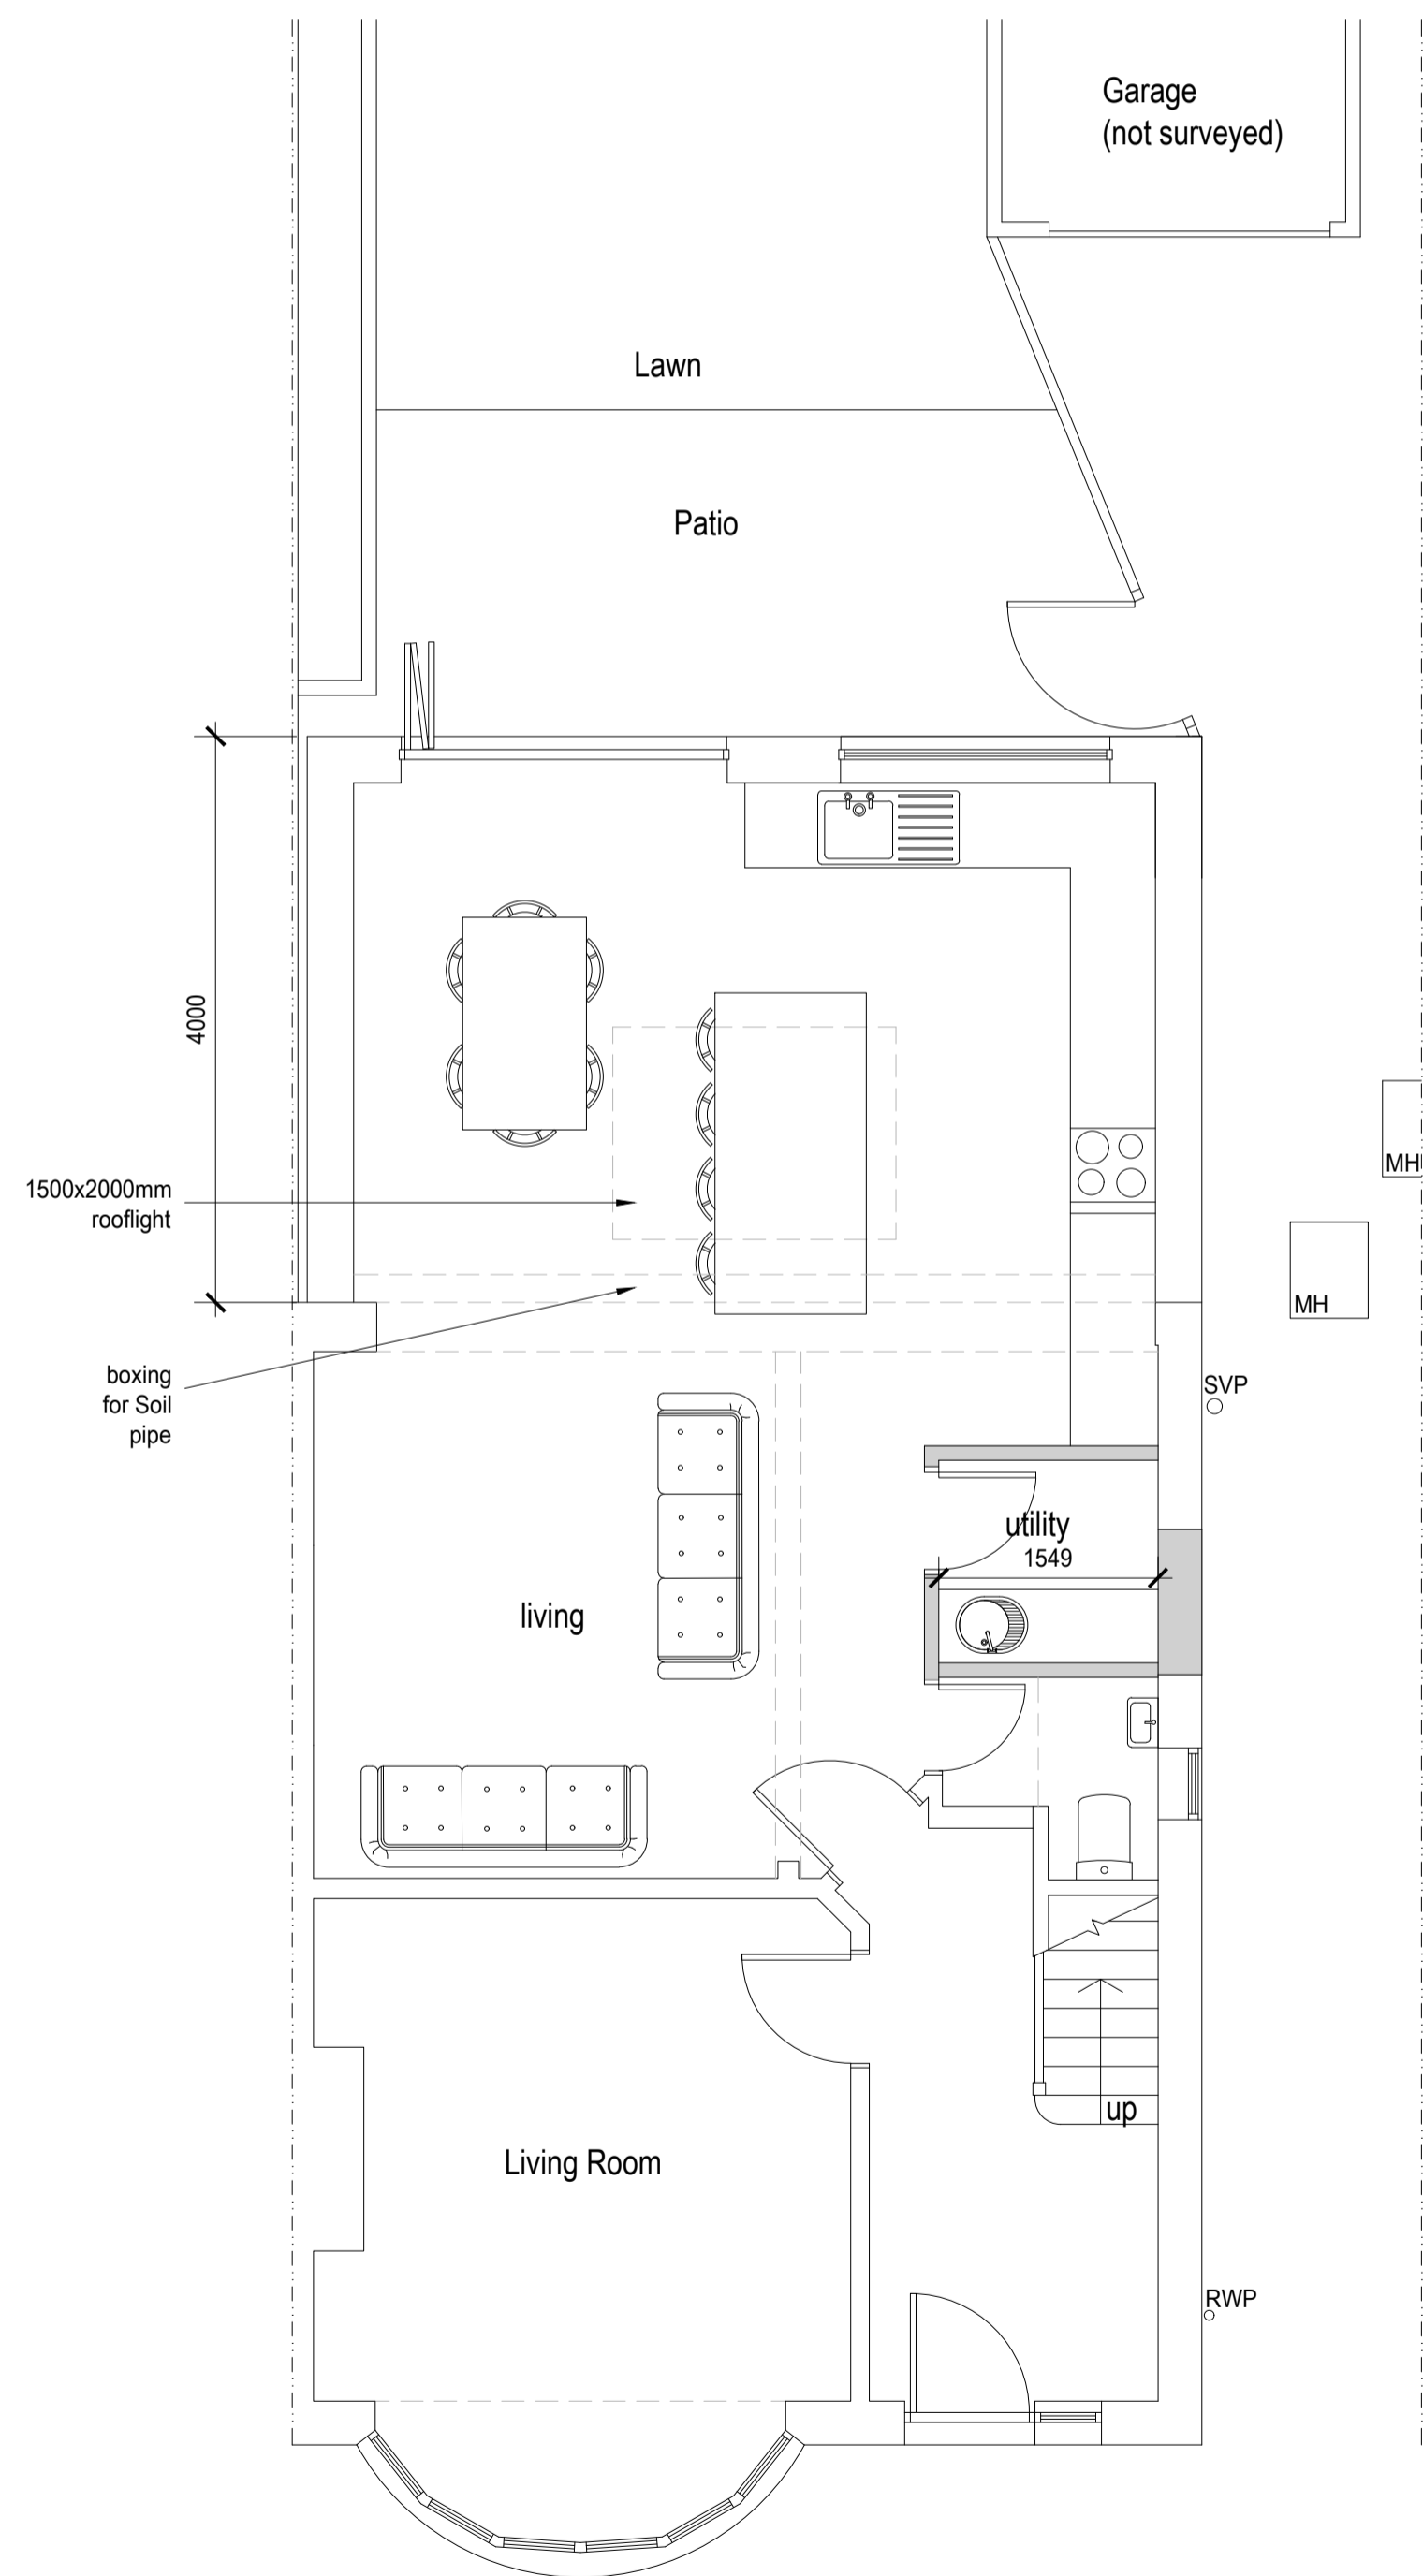 Garage
(not surveyed)
Lawn
Patio
4000
1500x2000mm
rooflight
MH
MH
boxing
for Soil
pipe
SVP
utility
1549
living
up
Living Room
RWP